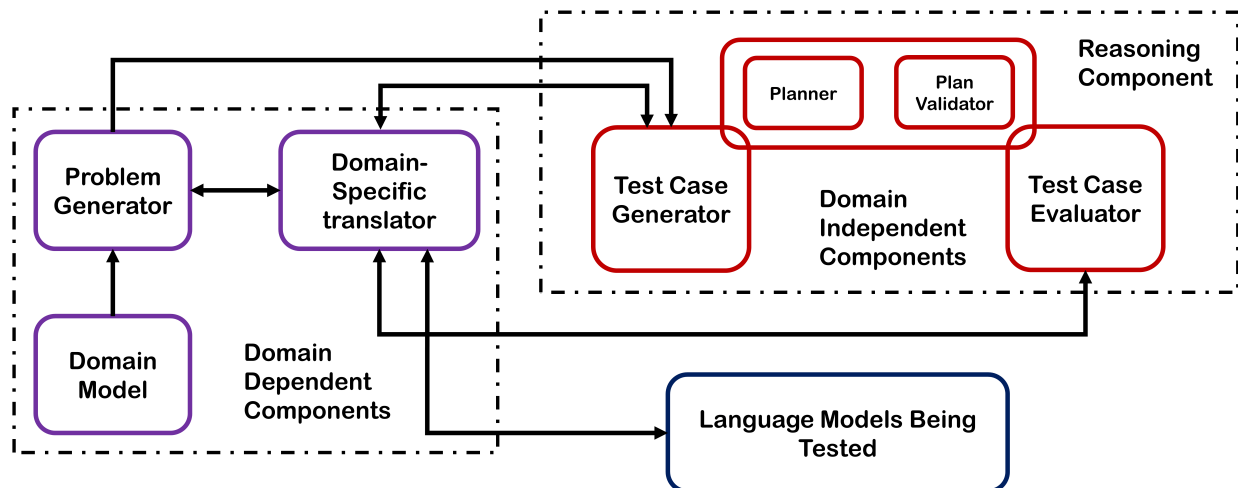 Reasoning
Component
Planner
Plan
Validator
Problem
Generator
Domain-
Specific
translator
Test Case
Generator
Domain
Independent
Components
Test Case
Evaluator
Domain
Model
Domain
Dependent
Components
Language Models Being
Tested